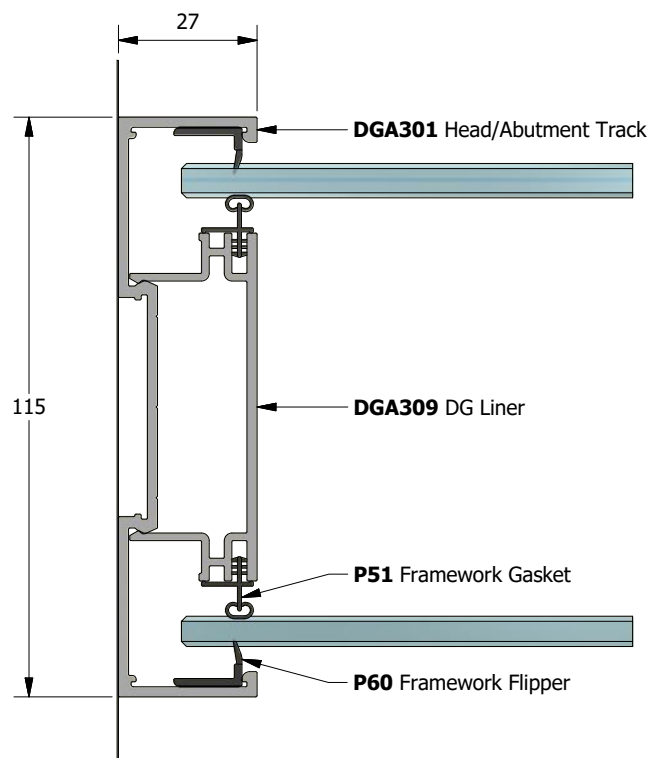 27
DGA301 Head/Abutment Track
DGA309 DG Liner
115
P51 Framework Gasket
P60 Framework Flipper